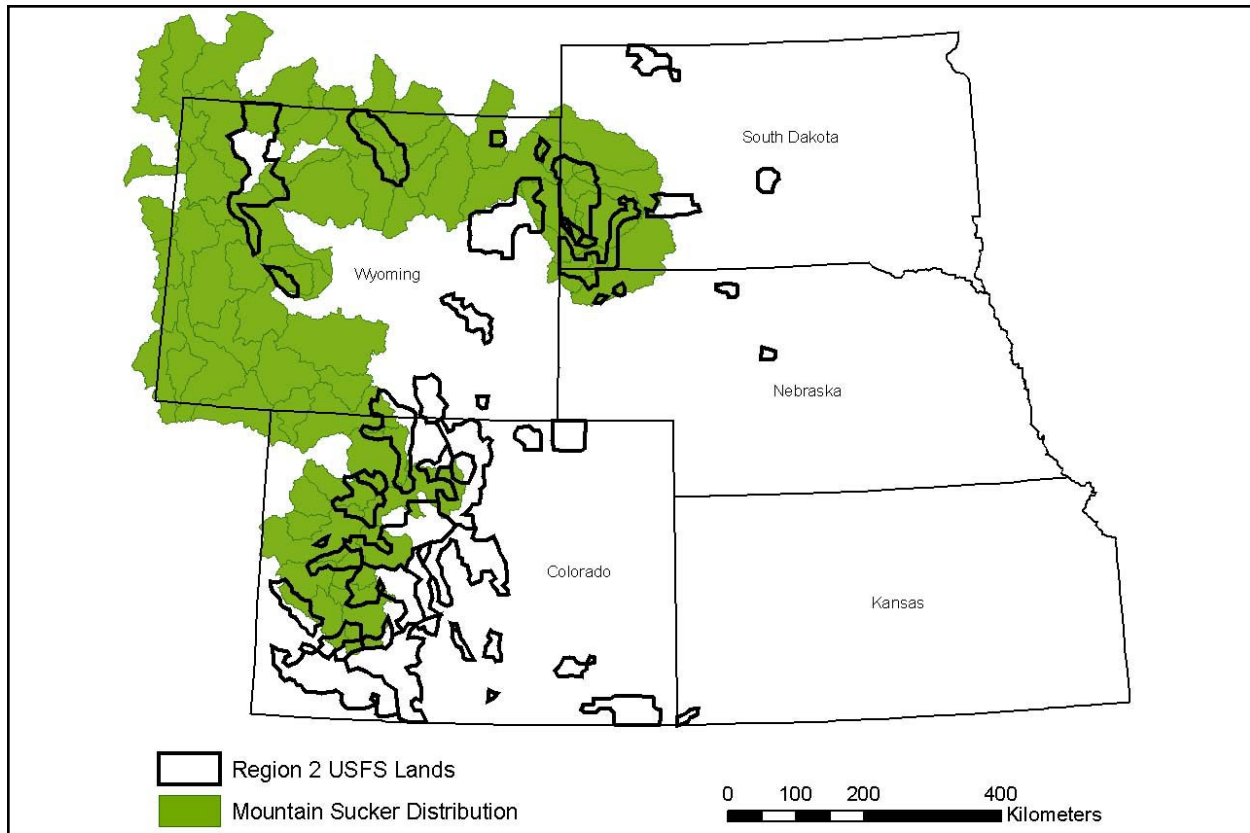 South Dakota
Wyoming
Nebraska
Colorado
Kansas
Region 2 USFS Lands
Mountain Sucker Distribution
0 100 200 400
Kilometers